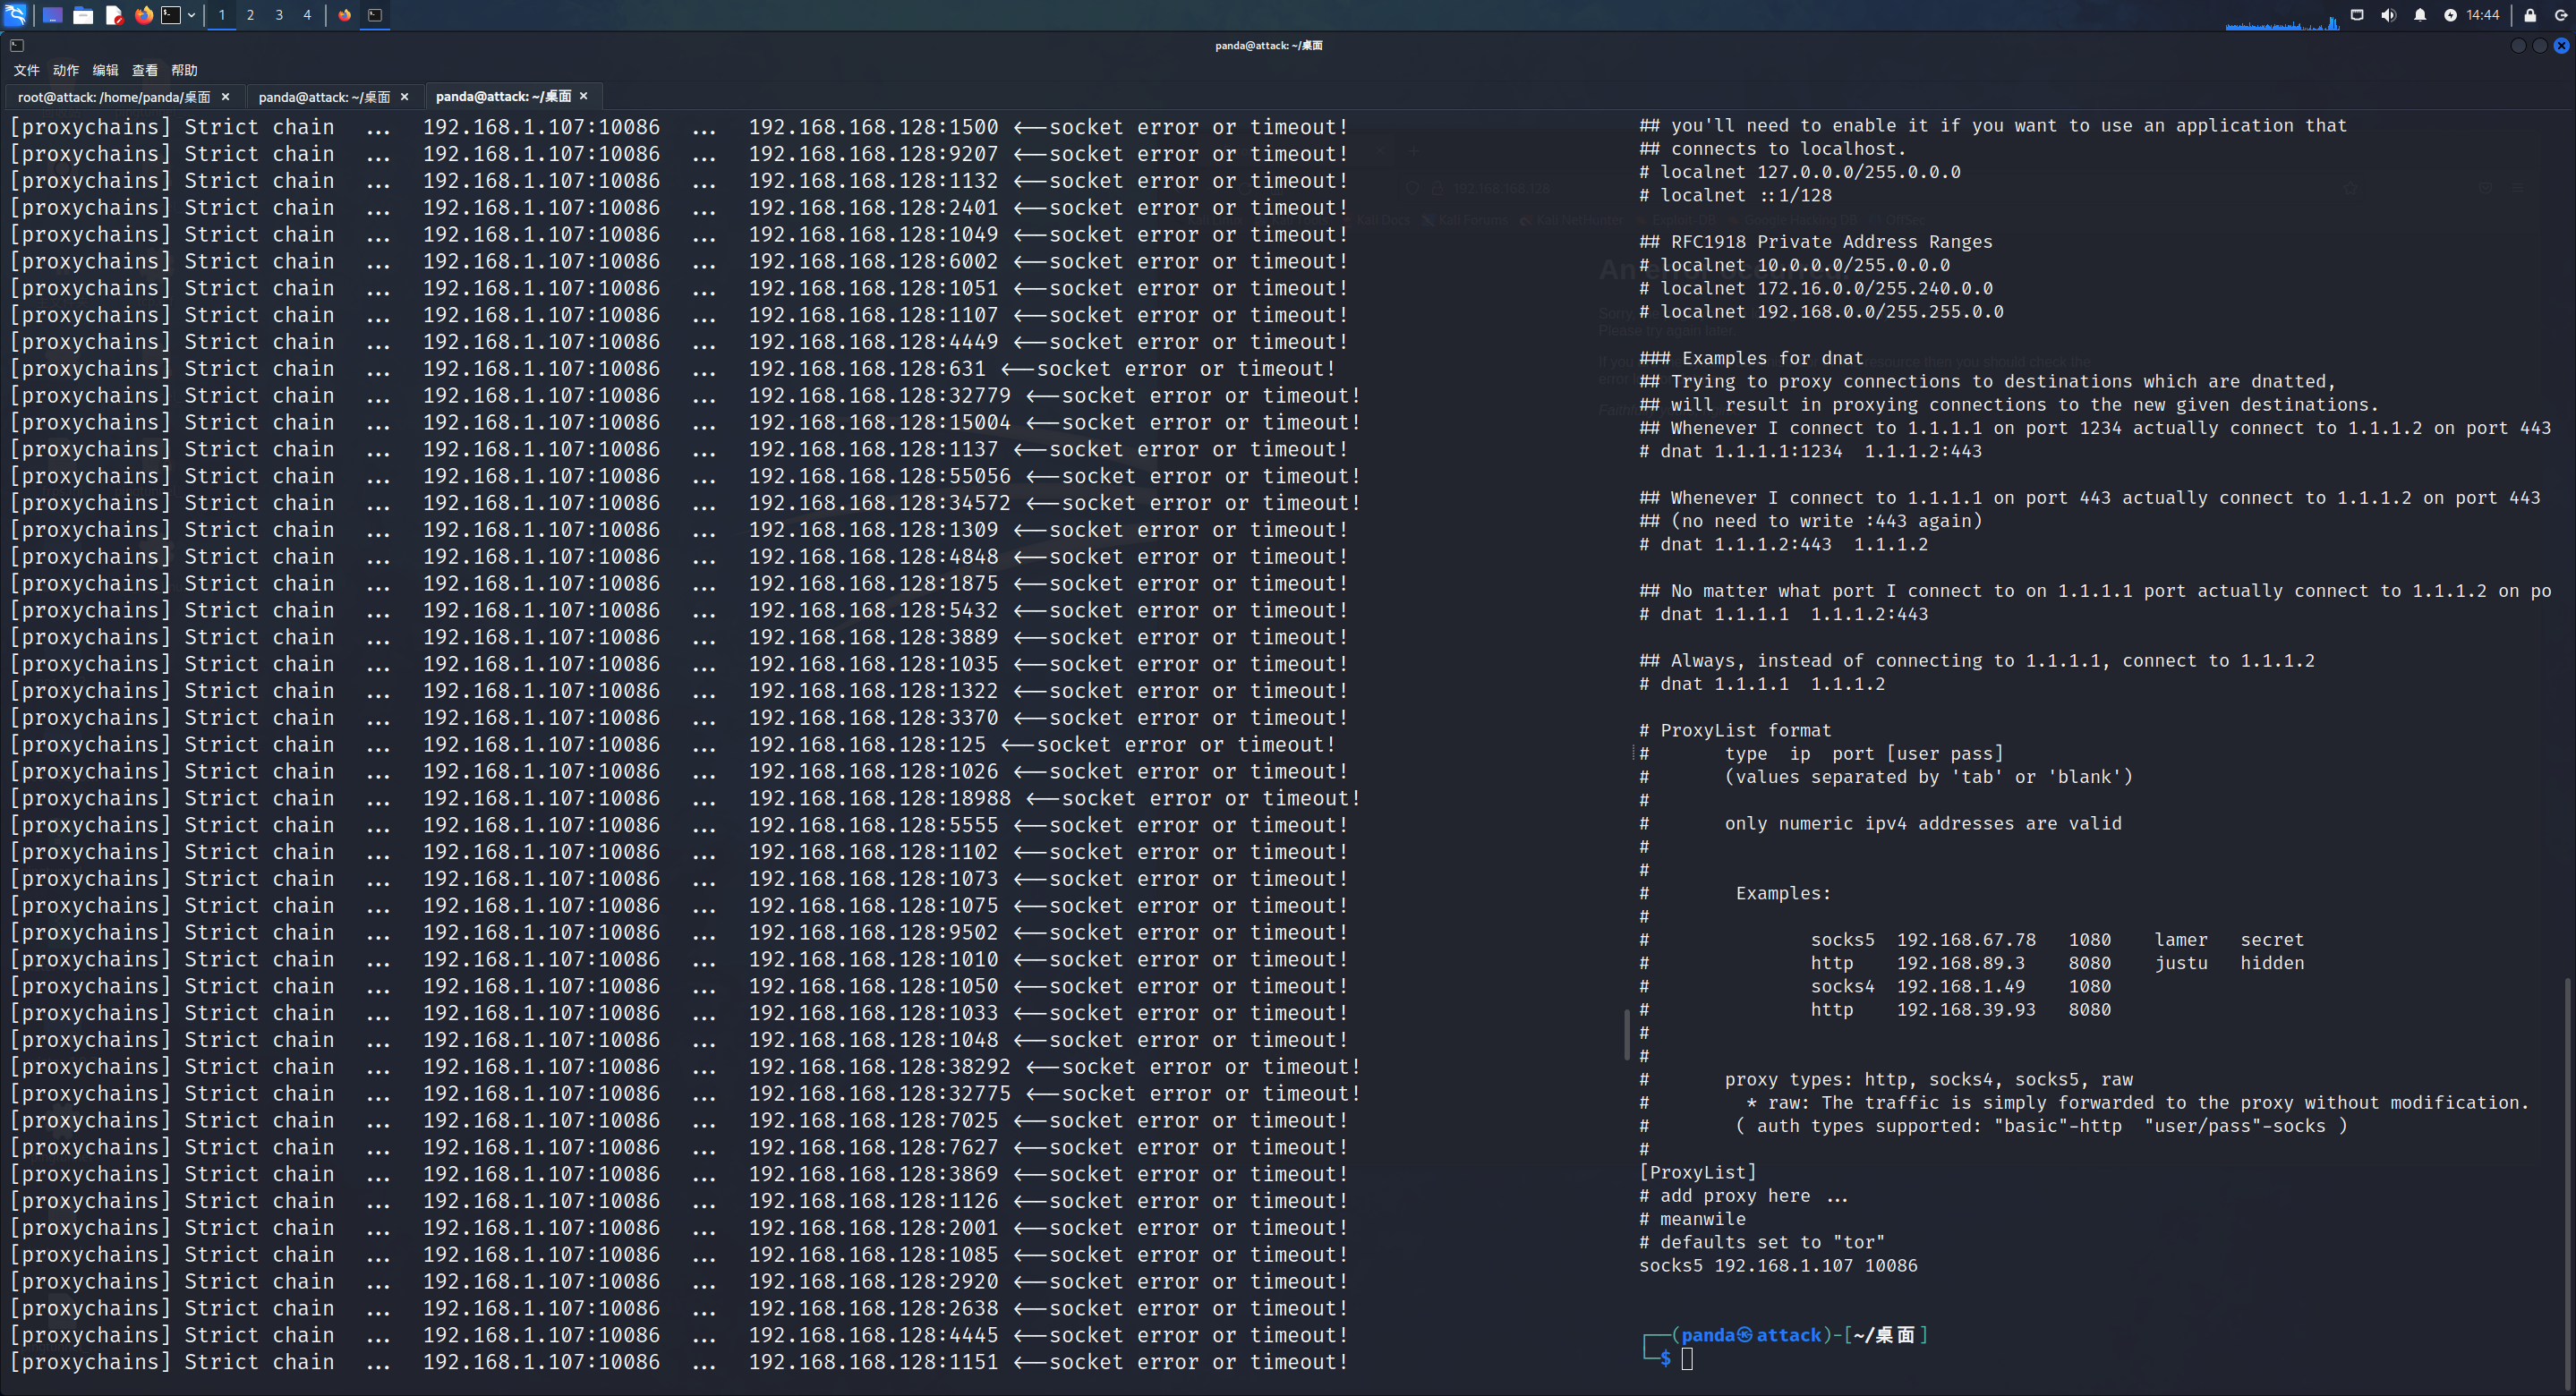 1 2 3 4
14:44
panda@attack: ~/桌面
文件 动作 编辑 查看 帮助
root@attack: /home/panda/桌面 × panda@attack: ~/桌面 × panda@attack: ~/桌面 ×
[proxychains] Strict chain ... 192.168.1.107:10086 ... 192.168.168.128:1500 <--socket error or timeout!
[proxychains] Strict chain ... 192.168.1.107:10086 ... 192.168.168.128:9207 <--socket error or timeout!
[proxychains] Strict chain ... 192.168.1.107:10086 ... 192.168.168.128:1132 <--socket error or timeout!
[proxychains] Strict chain ... 192.168.1.107:10086 ... 192.168.168.128:2401 <--socket error or timeout!
[proxychains] Strict chain ... 192.168.1.107:10086 ... 192.168.168.128:1049 <--socket error or timeout!
[proxychains] Strict chain ... 192.168.1.107:10086 ... 192.168.168.128:6002 <--socket error or timeout!
[proxychains] Strict chain ... 192.168.1.107:10086 ... 192.168.168.128:1051 <--socket error or timeout!
[proxychains] Strict chain ... 192.168.1.107:10086 ... 192.168.168.128:1107 <--socket error or timeout!
[proxychains] Strict chain ... 192.168.1.107:10086 ... 192.168.168.128:4449 <--socket error or timeout!
[proxychains] Strict chain ... 192.168.1.107:10086 ... 192.168.168.128:631 <--socket error or timeout!
[proxychains] Strict chain ... 192.168.1.107:10086 ... 192.168.168.128:32779 <--socket error or timeout!
[proxychains] Strict chain ... 192.168.1.107:10086 ... 192.168.168.128:15004 <--socket error or timeout!
[proxychains] Strict chain ... 192.168.1.107:10086 ... 192.168.168.128:1137 <--socket error or timeout!
[proxychains] Strict chain ... 192.168.1.107:10086 ... 192.168.168.128:55056 <--socket error or timeout!
[proxychains] Strict chain ... 192.168.1.107:10086 ... 192.168.168.128:34572 <--socket error or timeout!
[proxychains] Strict chain ... 192.168.1.107:10086 ... 192.168.168.128:1309 <--socket error or timeout!
[proxychains] Strict chain ... 192.168.1.107:10086 ... 192.168.168.128:4848 <--socket error or timeout!
[proxychains] Strict chain ... 192.168.1.107:10086 ... 192.168.168.128:1875 <--socket error or timeout!
[proxychains] Strict chain ... 192.168.1.107:10086 ... 192.168.168.128:5432 <--socket error or timeout!
[proxychains] Strict chain ... 192.168.1.107:10086 ... 192.168.168.128:3889 <--socket error or timeout!
[proxychains] Strict chain ... 192.168.1.107:10086 ... 192.168.168.128:1035 <--socket error or timeout!
[proxychains] Strict chain ... 192.168.1.107:10086 ... 192.168.168.128:1322 <--socket error or timeout!
[proxychains] Strict chain ... 192.168.1.107:10086 ... 192.168.168.128:3370 <--socket error or timeout!
[proxychains] Strict chain ... 192.168.1.107:10086 ... 192.168.168.128:125 <--socket error or timeout!
[proxychains] Strict chain ... 192.168.1.107:10086 ... 192.168.168.128:1026 <--socket error or timeout!
[proxychains] Strict chain ... 192.168.1.107:10086 ... 192.168.168.128:18988 <--socket error or timeout!
[proxychains] Strict chain ... 192.168.1.107:10086 ... 192.168.168.128:5555 <--socket error or timeout!
[proxychains] Strict chain ... 192.168.1.107:10086 ... 192.168.168.128:1102 <--socket error or timeout!
[proxychains] Strict chain ... 192.168.1.107:10086 ... 192.168.168.128:1073 <--socket error or timeout!
[proxychains] Strict chain ... 192.168.1.107:10086 ... 192.168.168.128:1075 <--socket error or timeout!
[proxychains] Strict chain ... 192.168.1.107:10086 ... 192.168.168.128:9502 <--socket error or timeout!
[proxychains] Strict chain ... 192.168.1.107:10086 ... 192.168.168.128:1010 <--socket error or timeout!
[proxychains] Strict chain ... 192.168.1.107:10086 ... 192.168.168.128:1050 <--socket error or timeout!
[proxychains] Strict chain ... 192.168.1.107:10086 ... 192.168.168.128:1033 <--socket error or timeout!
[proxychains] Strict chain ... 192.168.1.107:10086 ... 192.168.168.128:1048 <--socket error or timeout!
[proxychains] Strict chain ... 192.168.1.107:10086 ... 192.168.168.128:38292 <--socket error or timeout!
[proxychains] Strict chain ... 192.168.1.107:10086 ... 192.168.168.128:32775 <--socket error or timeout!
[proxychains] Strict chain ... 192.168.1.107:10086 ... 192.168.168.128:7025 <--socket error or timeout!
[proxychains] Strict chain ... 192.168.1.107:10086 ... 192.168.168.128:7627 <--socket error or timeout!
[proxychains] Strict chain ... 192.168.1.107:10086 ... 192.168.168.128:3869 <--socket error or timeout!
[proxychains] Strict chain ... 192.168.1.107:10086 ... 192.168.168.128:1126 <--socket error or timeout!
[proxychains] Strict chain ... 192.168.1.107:10086 ... 192.168.168.128:2001 <--socket error or timeout!
[proxychains] Strict chain ... 192.168.1.107:10086 ... 192.168.168.128:1085 <--socket error or timeout!
[proxychains] Strict chain ... 192.168.1.107:10086 ... 192.168.168.128:2920 <--socket error or timeout!
[proxychains] Strict chain ... 192.168.1.107:10086 ... 192.168.168.128:2638 <--socket error or timeout!
[proxychains] Strict chain ... 192.168.1.107:10086 ... 192.168.168.128:4445 <--socket error or timeout!
[proxychains] Strict chain ... 192.168.1.107:10086 ... 192.168.168.128:1151 <--socket error or timeout!
## you'll need to enable it if you want to use an application that
## connects to localhost.
# localnet 127.0.0.0/255.0.0.0
# localnet ::1/128
## RFC1918 Private Address Ranges
# localnet 10.0.0.0/255.0.0.0
# localnet 172.16.0.0/255.240.0.0
# localnet 192.168.0.0/255.255.0.0
### Examples for dnat
## Trying to proxy connections to destinations which are dnatted,
## will result in proxying connections to the new given destinations.
## Whenever I connect to 1.1.1.1 on port 1234 actually connect to 1.1.1.2 on port 443
# dnat 1.1.1.1:1234  1.1.1.2:443
## Whenever I connect to 1.1.1.1 on port 443 actually connect to 1.1.1.2 on port 443
## (no need to write :443 again)
# dnat 1.1.1.2:443  1.1.1.2
## No matter what port I connect to on 1.1.1.1 port actually connect to 1.1.1.2 on po
# dnat 1.1.1.1  1.1.1.2:443
## Always, instead of connecting to 1.1.1.1, connect to 1.1.1.2
# dnat 1.1.1.1  1.1.1.2
# ProxyList format
# type ip port [user pass]
# (values separated by 'tab' or 'blank')
#
# only numeric ipv4 addresses are valid
#
#
# Examples:
#
# socks5 192.168.67.78 1080 lamer secret
# http 192.168.89.3 8080 justu hidden
# socks4 192.168.1.49 1080
# http 192.168.39.93 8080
#
#
# proxy types: http, socks4, socks5, raw
# * raw: The traffic is simply forwarded to the proxy without modification.
# ( auth types supported: "basic"-http "user/pass"-socks )
#
[ProxyList]
# add proxy here ...
# meanwile
# defaults set to "tor"
socks5 192.168.1.107 10086
┌──(panda㉿attack)-[~/桌面]
└─$